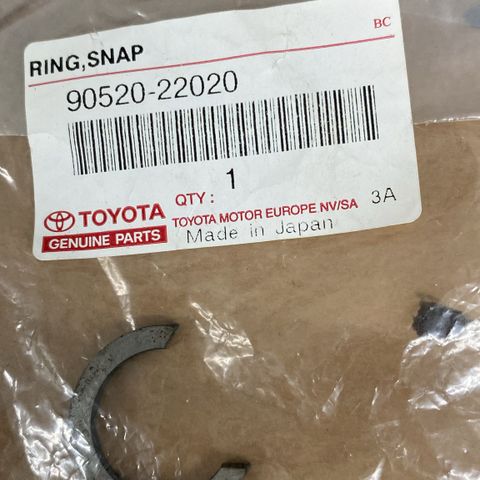 BC
RING,SNAP
90520-22020
QTY : 1
TOYOTA
GENUINE PARTS
TOYOTA MOTOR EUROPE NV/SA 3A
Made in Japan